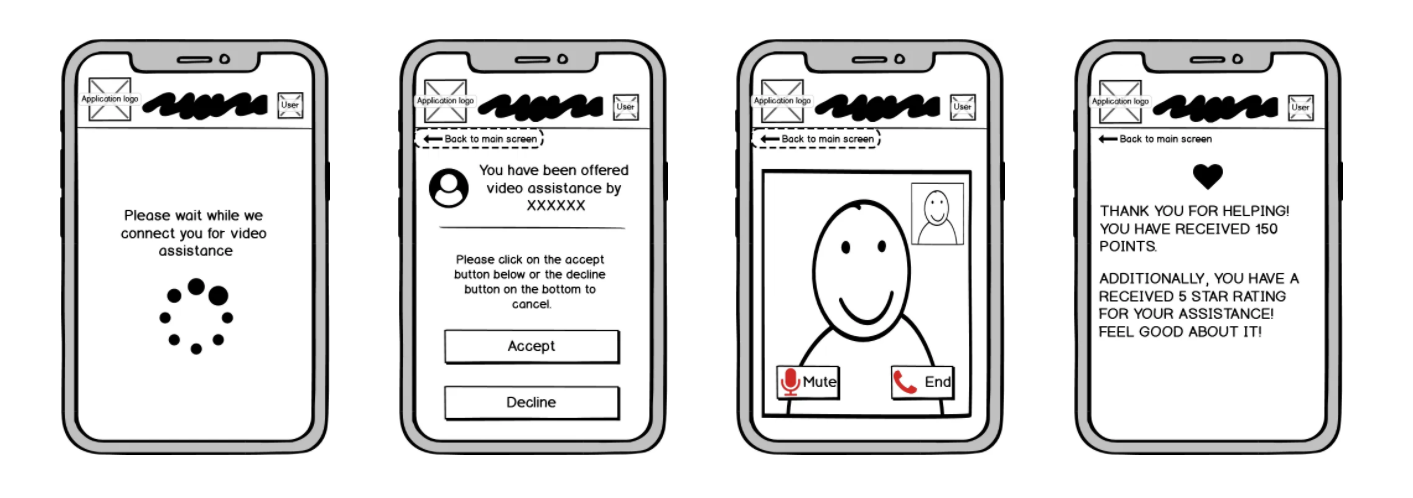 Application logo
User
Please wait while we
connect you for video
assistance
Application logo
User
Back to main screen
You have been offered
video assistance by
XXXXXX
Please click on the accept
button below or the decline
button on the bottom to
cancel.
Accept
Decline
Application logo
User
Back to main screen
Mute
End
Application logo
User
Back to main screen
THANK YOU FOR HELPING!
YOU HAVE RECEIVED 150
POINTS.
ADDITIONALLY, YOU HAVE A
RECEIVED 5 STAR RATING
FOR YOUR ASSISTANCE!
FEEL GOOD ABOUT IT!